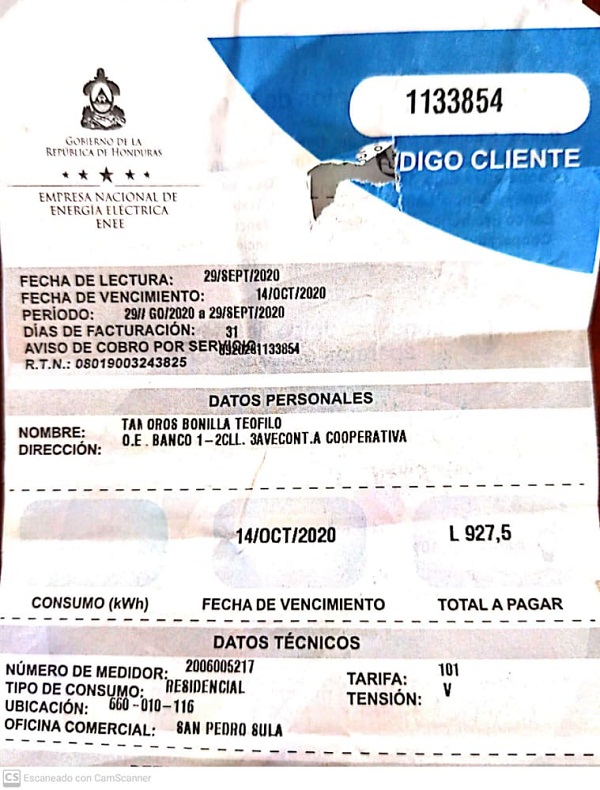 1133854
DIGO CLIENTE
GOBIERNO DE LA
REPÚBLICA DE HONDURAS
EMPRESA NACIONAL DE
ENERGÍA ELÉCTRICA
ENEE
FECHA DE LECTURA: 29/SEPT/2020
FECHA DE VENCIMIENTO: 14/OCT/2020
PERÍODO: 29// GO/2020 a 29/SEPT/2020
DÍAS DE FACTURACIÓN: 31
AVISO DE COBRO POR SERVICIO:
R.T.N.: 08019003243825
DATOS PERSONALES
NOMBRE: BONILLA TEOFILO
DIRECCIÓN: O.E. BANCO 1-2CLL. 3AVECONT.A COOPERATIVA
14/OCT/2020 L 927,5
CONSUMO (kWh) FECHA DE VENCIMIENTO TOTAL A PAGAR
DATOS TÉCNICOS
NÚMERO DE MEDIDOR: 2006005217 TARIFA: 101
TIPO DE CONSUMO: RESIDENCIAL TENSIÓN: V
UBICACIÓN: 660-010-116
OFICINA COMERCIAL: SAN PEDRO SULA
CS Escaneado con CamScanner